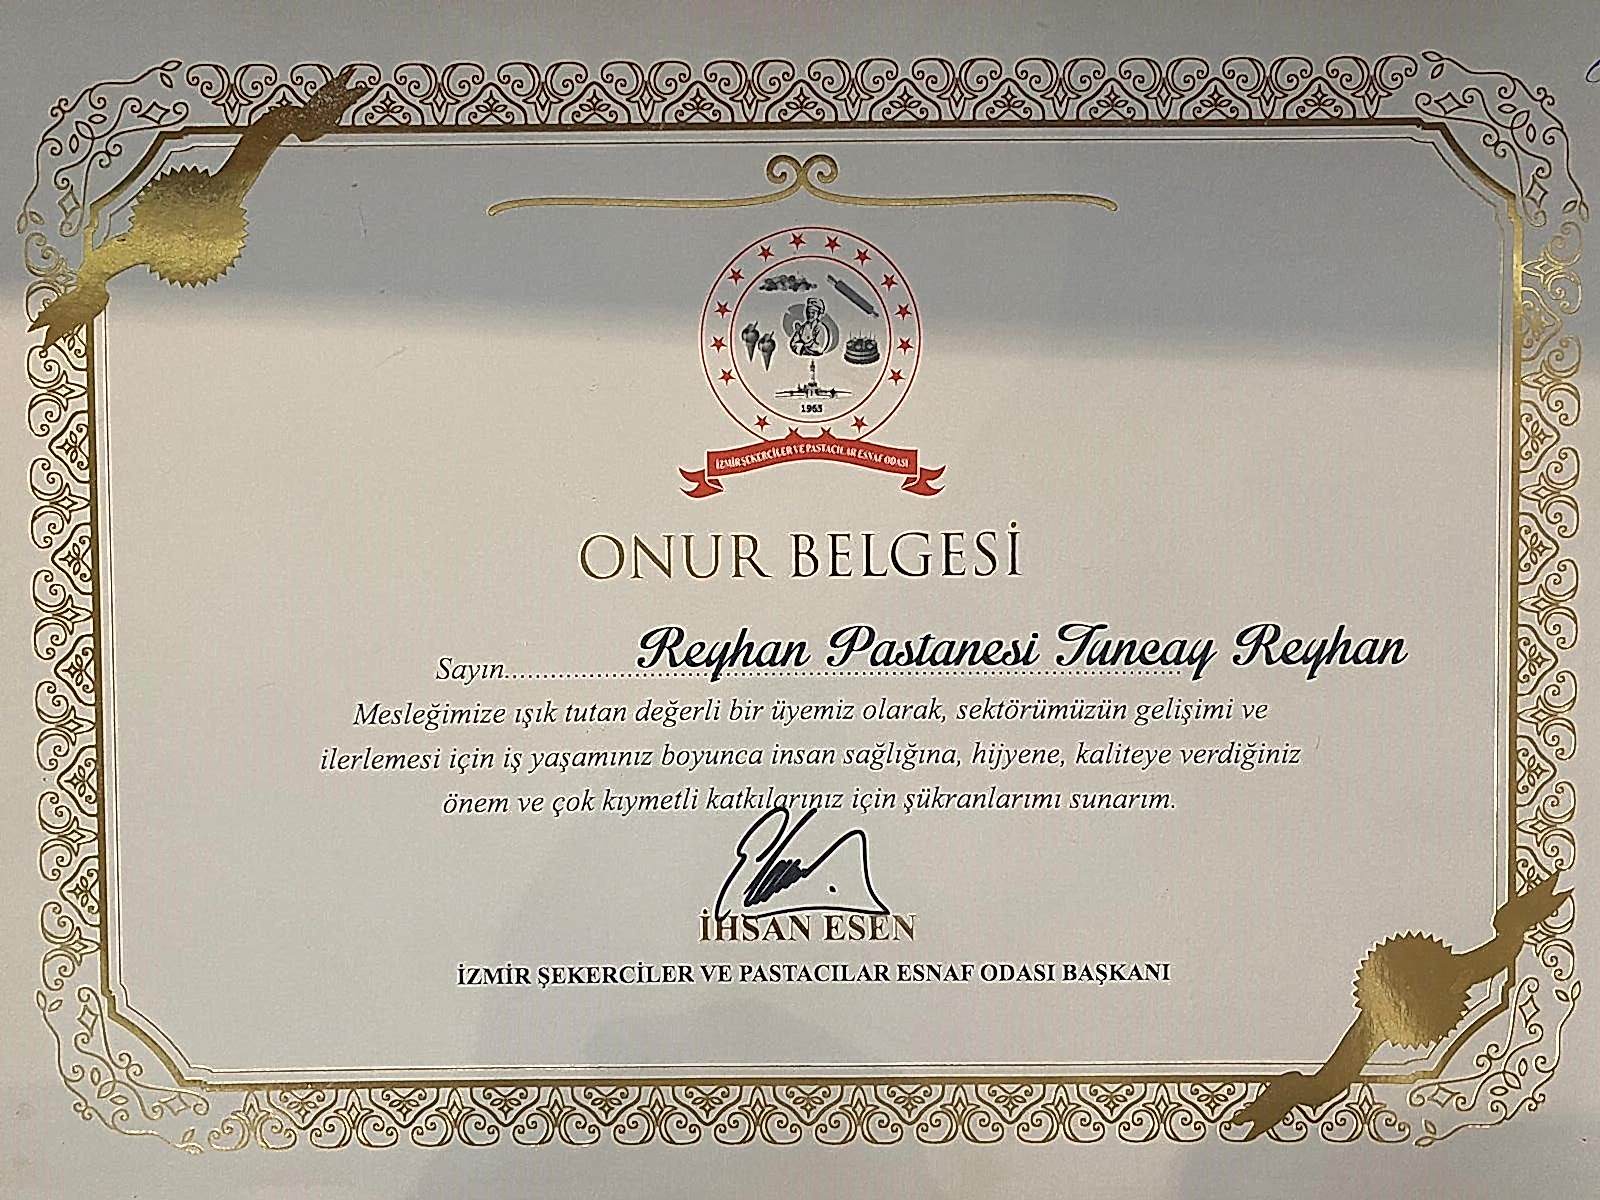 1963
İZMİR ŞEKERCİLER VE PASTACILAR ESNAF ODASI
ONUR BELGESİ
Sayın.......... Reyhan Pastanesi Tuncay Reyhan
Mesleğimize ışık tutan değerli bir üyemiz olarak, sektörümüzün gelişimi ve
ilerlemesi için iş yaşamınız boyunca insan sağlığına, hijyene, kaliteye verdiğiniz
önem ve çok kıymetli katkılarınız için şükranlarımı sunarım.
İHSAN ESEN
İZMİR ŞEKERCİLER VE PASTACILAR ESNAF ODASI BAŞKANI